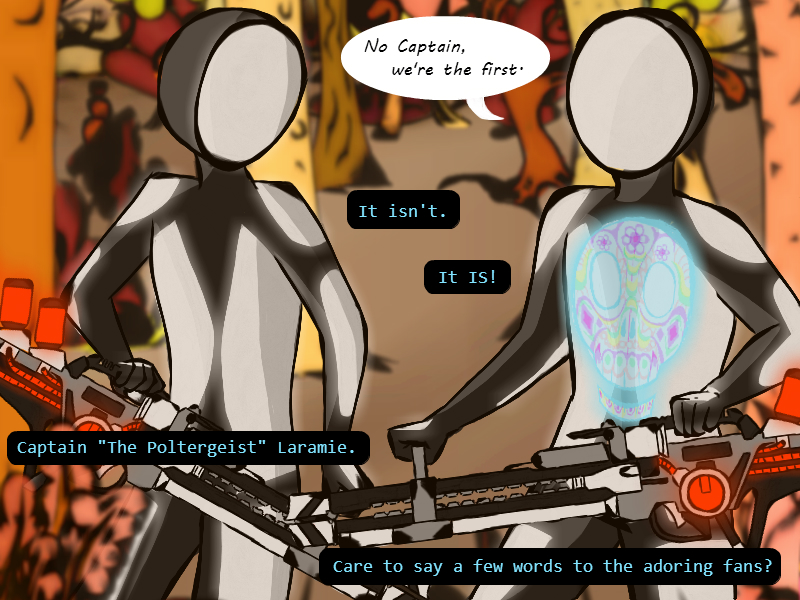 No Captain,
we're the first.
It isn't.
It IS!
Captain "The Poltergeist" Laramie.
Care to say a few words to the adoring fans?